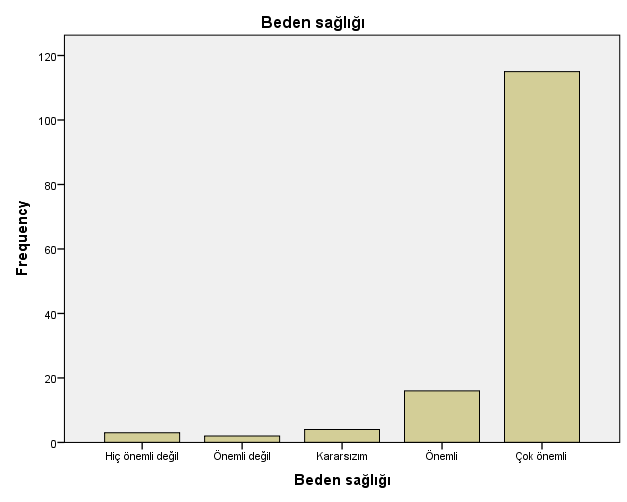 Beden sağlığı
120
100
80
60
40
20
0
Frequency
Hiç önemli değil
Önemli değil
Kararsızım
Önemli
Çok önemli
Beden sağlığı